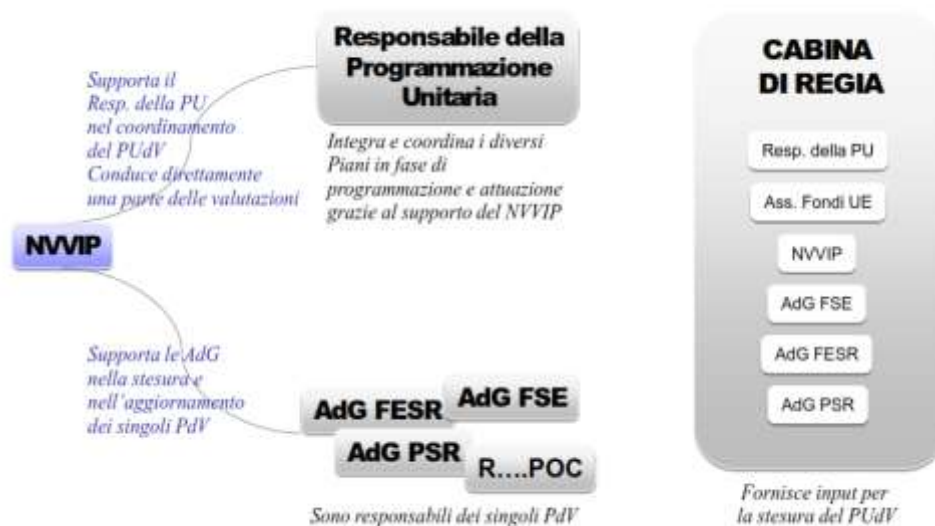 Responsabile della
Programmazione
Unitaria
Supporta il
Resp. della PU
nel coordinamento
del PUdV
Conduce direttamente
una parte delle valutazioni
Integra e coordina i diversi
Piani in fase di
programmazione e attuazione
grazie al supporto del NVVIP
NVVIP
Supporta le AdG
nella stesura e
nell'aggiornamento
dei singoli PdV
AdG FESR
AdG FSE
AdG PSR
R....POC
Sono responsabili dei singoli PdV
CABINA
DI REGIA
Resp. della PU
Ass. Fondi UE
NVVIP
AdG FSE
AdG FESR
AdG PSR
Fornisce input per
la stesura del PUdV